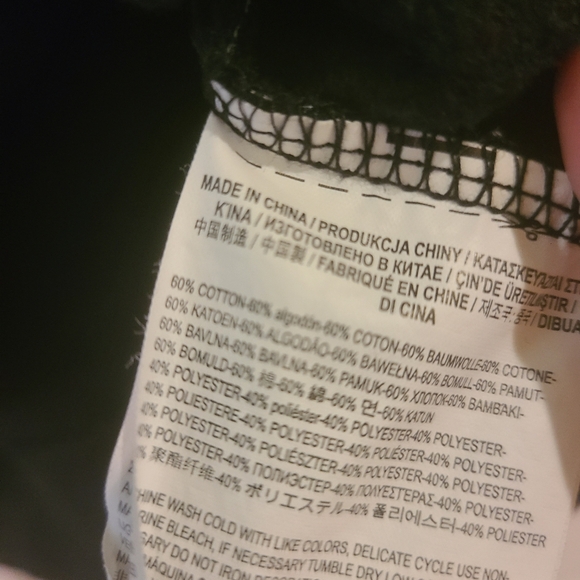 MADE IN CHINA / PRODUKCJA CHINY / ΚΑΤΑΣΚΕΥΑΖΕΤΑΙ ΣΤ
KINA / ИЗГОТОВЛЕНО В КИТАЕ / ÇIN'DE ÜRETILMISTIR /
中国制造 / 中国製 / FABRIQUÉ EN CHINE / 제조국: 중국 / DIBUA
DI CINA
60% COTTON-60% algodón-60% COTON-60% BAUMWOLLE-60% COTONE-
60% KATOEN-60% ALGODÃO-60% BAWEŁNA-60% BOMULL-60% PAMUT-
60% BAVLNA-60% BAVLNA-60% PAMUK-60% ХЛОПОК-60% ΒΑΜΒΑΚΙ-
60% BOMULD-60% 棉-60% 綿-60% 면-60% KATUN
40% POLYESTER-40% poliéster-40% POLYESTER-40% POLYESTER-
40% POLIESTERE-40% POLYESTER-40% POLIÉSTER-40% POLYESTER-
40% POLYESTER-40% POLIÉSZTER-40% POLYESTER-40% POLYESTER-
40% POLYESTER-40% ПОЛИЭСТЕР-40% ΠΟΛΥΕΣΤΕΡΑΣ-40% POLYESTER-
% 聚酯纤维-40% ポリエステル-40% 폴리에스터-40% POLIESTER
HINE WASH COLD WITH LIKE COLORS, DELICATE CYCLE USE NON-
RINE BLEACH, IF NECESSARY TUMBLE DRY LOW
SARY DO NOT IRON
MÁQUINA